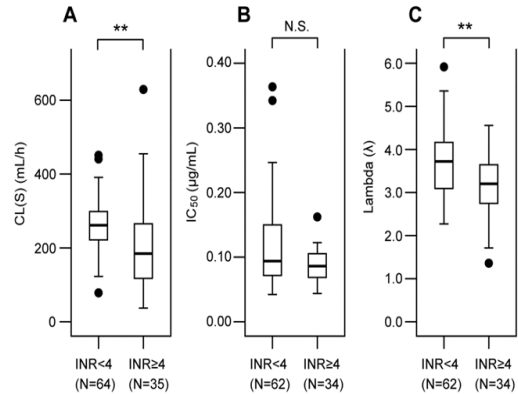 A
**
CL(S) (mL/h)
600
400
200
0
INR<4
(N=64)
INR≥4
(N=35)
B
N.S.
IC50 (µg/mL)
0.40
0.30
0.20
0.10
0.00
INR<4
(N=62)
INR≥4
(N=34)
C
**
Lambda (λ)
6.0
5.0
4.0
3.0
2.0
1.0
0.0
INR<4
(N=62)
INR≥4
(N=34)